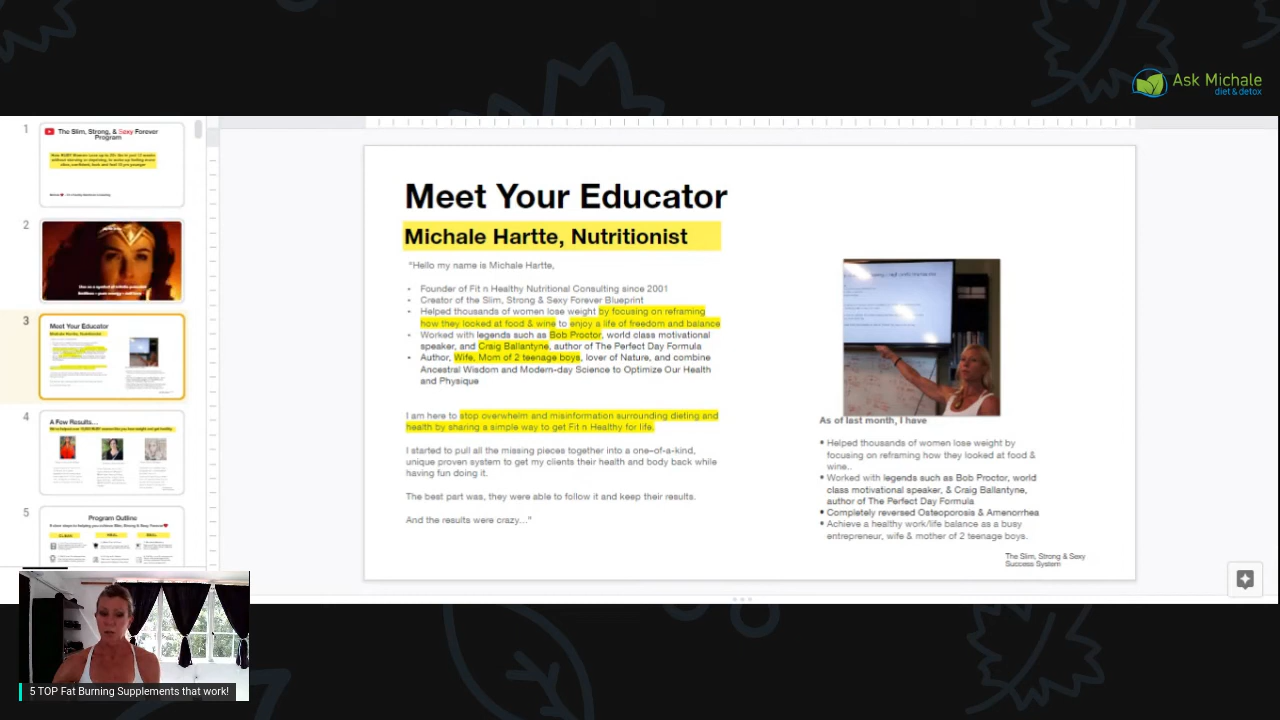 Ask Michale
diet & detox
1
The Slim, Strong, & Sexy Forever
Program
2
3
Meet Your Educator
Michale Hartte, Nutritionist
4
A Few Results...
5
Program Outline
Meet Your Educator
Michale Hartte, Nutritionist
“Hello my name is Michale Hartte,
• Founder of Fit n Healthy Nutritional Consulting since 2001
• Creator of the Slim, Strong & Sexy Forever Blueprint
• Helped thousands of women lose weight by focusing on reframing
how they looked at food & wine to enjoy a life of freedom and balance
• Worked with legends such as Bob Proctor, world class motivational
speaker, and Craig Ballantyne, author of The Perfect Day Formula
• Author, Wife, Mom of 2 teenage boys, lover of Nature, and combine
Ancestral Wisdom and Modern-day Science to Optimize Our Health
and Physique
I am here to stop overwhelm and misinformation surrounding dieting and
health by sharing a simple way to get Fit n Healthy for life.
I started to pull all the missing pieces together into a one-of-a-kind,
unique proven system to get my clients their health and body back while
having fun doing it.
The best part was, they were able to follow it and keep their results.
And the results were crazy...”
As of last month, I have
• Helped thousands of women lose weight by
focusing on reframing how they looked at food &
wine..
• Worked with legends such as Bob Proctor, world
class motivational speaker, & Craig Ballantyne,
author of The Perfect Day Formula
• Completely reversed Osteoporosis & Amenorrhea
• Achieve a healthy work/life balance as a busy
entrepreneur, wife & mother of 2 teenage boys.
The Slim, Strong & Sexy
Success System
5 TOP Fat Burning Supplements that work!